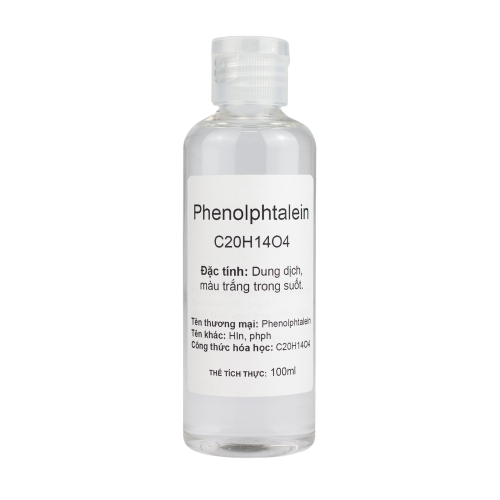 Phenolphtalein
C20H14O4
Đặc tính: Dung dịch,
màu trắng trong suốt.
Tên thương mại: Phenolphtalein
Tên khác: HIn, phph
Công thức hóa học: C20H14O4
THỂ TÍCH THỰC: 100ml